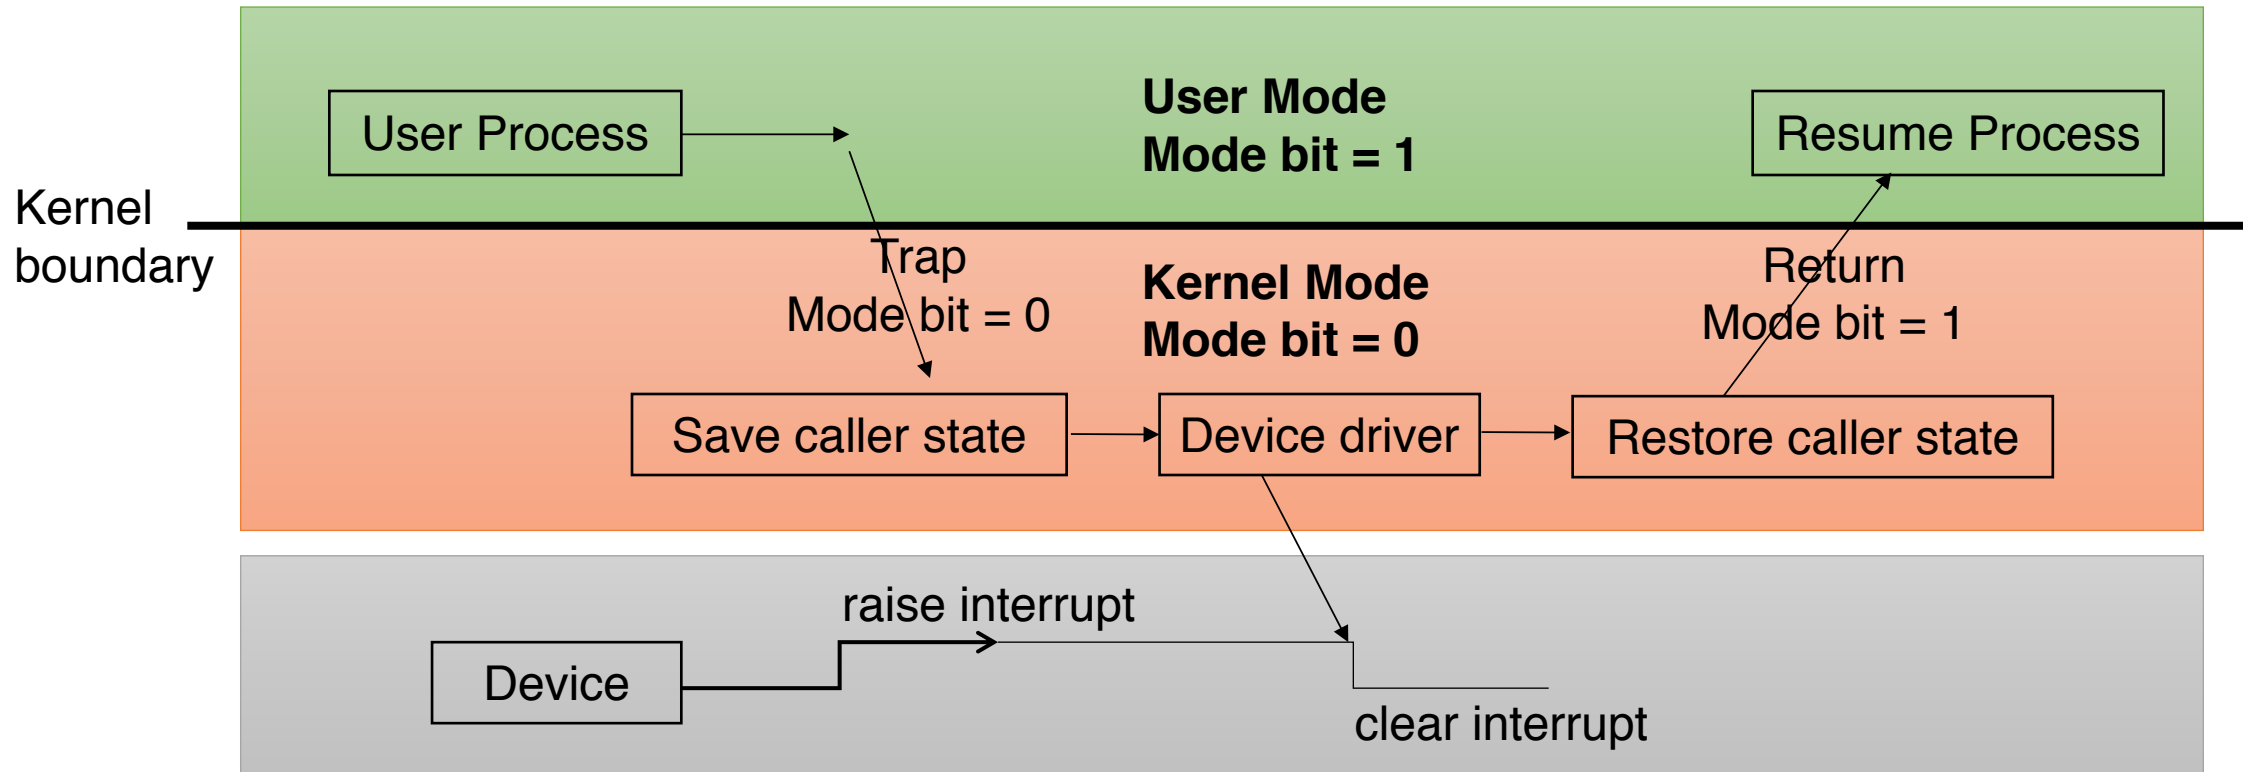 User Process
User Mode
Mode bit = 1
Resume Process
Kernel
boundary
Trap
Mode bit = 0
Kernel Mode
Mode bit = 0
Return
Mode bit = 1
Save caller state
Device driver
Restore caller state
raise interrupt
Device
clear interrupt